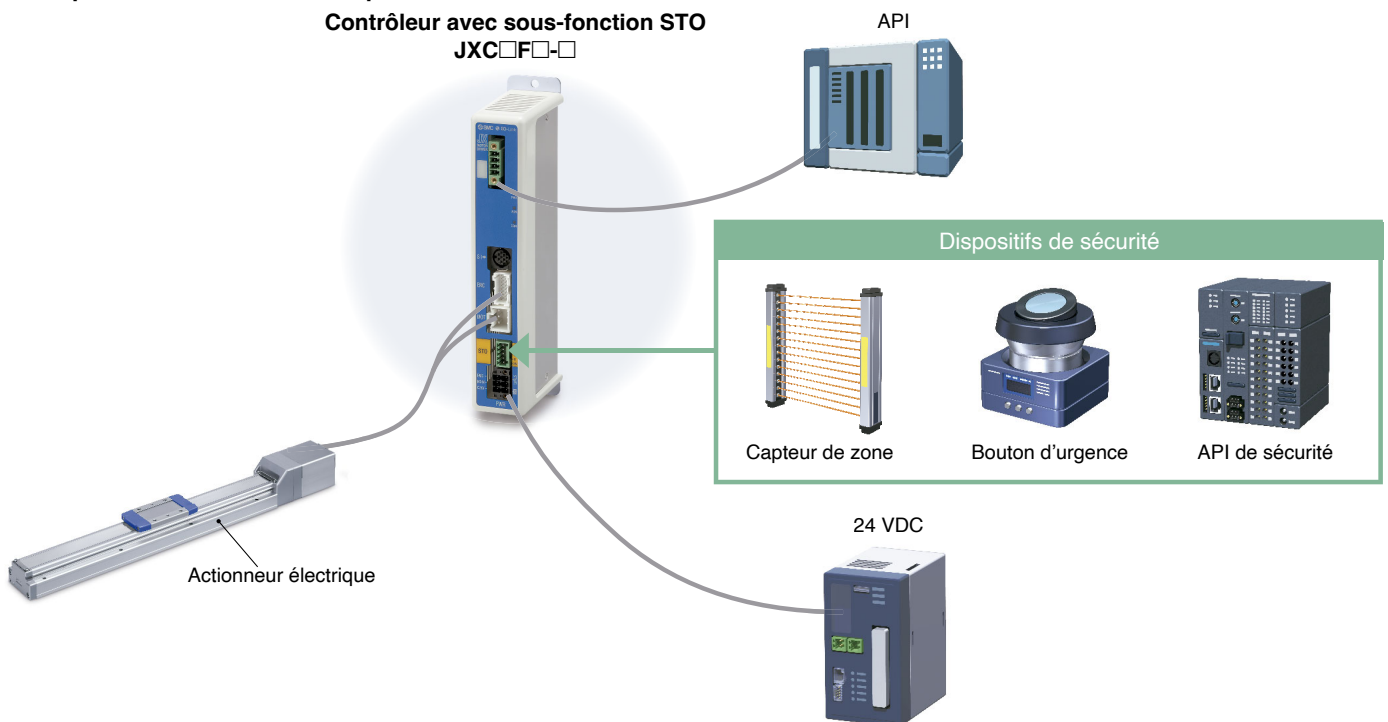 Contrôleur avec sous-fonction STO
JXC□F□-□
API
Dispositifs de sécurité
Capteur de zone
Bouton d'urgence
API de sécurité
STO
24 VDC
Actionneur électrique